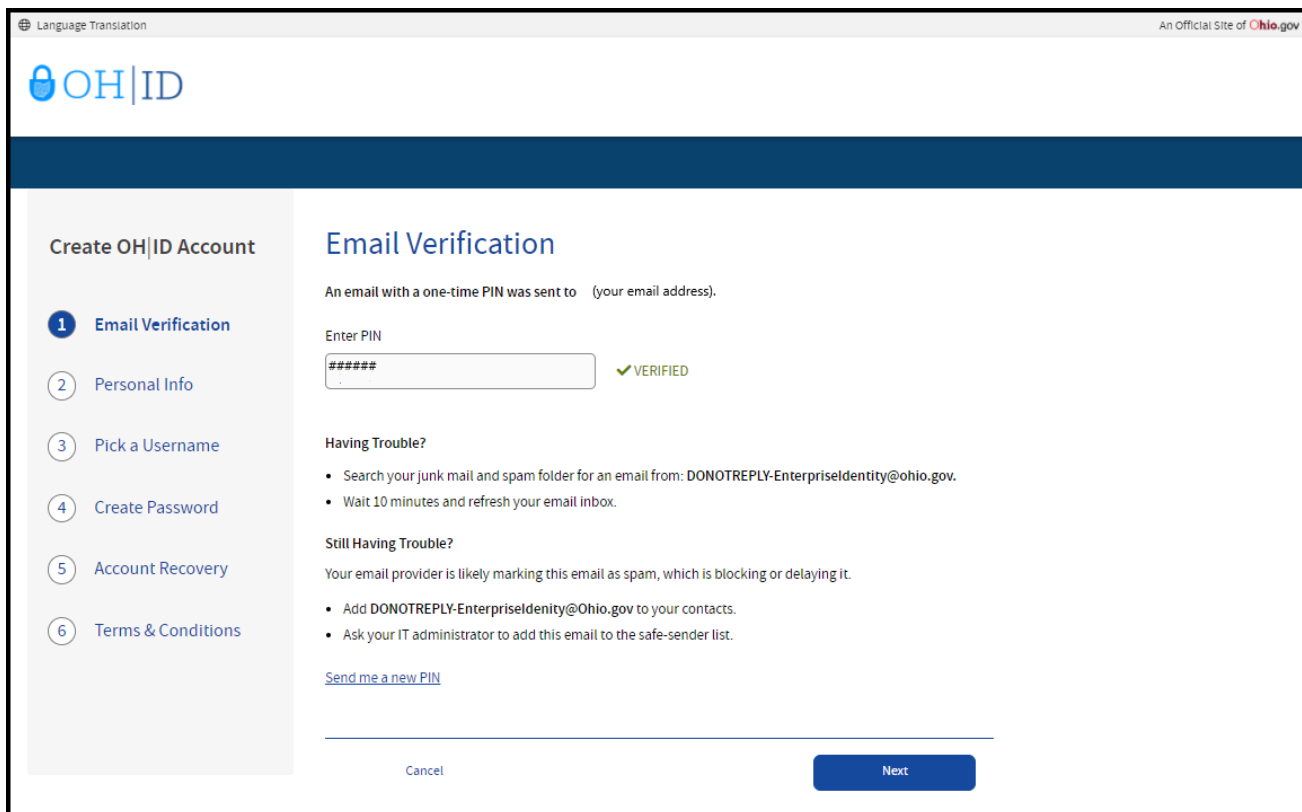 Language Translation
An Official Site of Ohio.gov
OH|ID
Create OH|ID Account
1 Email Verification
2 Personal Info
3 Pick a Username
4 Create Password
5 Account Recovery
6 Terms & Conditions
Email Verification
An email with a one-time PIN was sent to (your email address).
Enter PIN
######
VERIFIED
Having Trouble?
• Search your junk mail and spam folder for an email from: DONOTREPLY-EnterpriseIdentity@ohio.gov.
• Wait 10 minutes and refresh your email inbox.
Still Having Trouble?
Your email provider is likely marking this email as spam, which is blocking or delaying it.
• Add DONOTREPLY-EnterpriseIdenity@Ohio.gov to your contacts.
• Ask your IT administrator to add this email to the safe-sender list.
Send me a new PIN
Cancel
Next